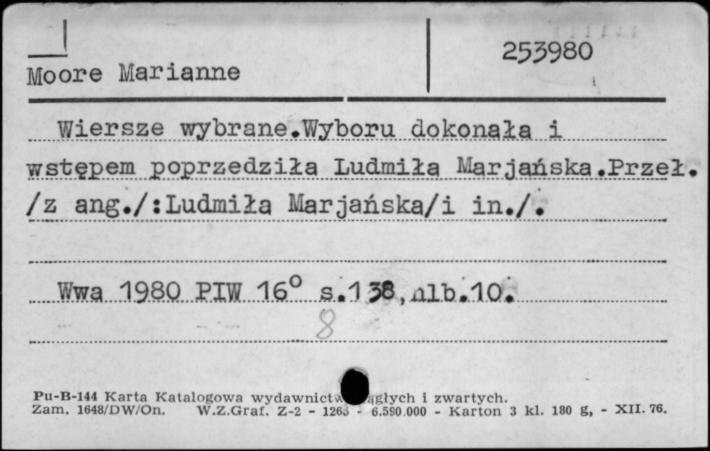 253980
Moore Marianne
Wiersze wybrane.Wyboru dokonała i
wstępem poprzedziła Ludmiła Marjańska.Przeł.
/z ang./:Ludmiła Marjańska/i in./.
Wwa 1980 PIW 16° s.138,nlb.10.
8
Pu-B-144 Karta Katalogowa wydawnictw i zwartych.
Zam. 1648/DW/On. W.Z.Graf. Z-2 - 6.590.000 - Karton 3 kl. 180 g, - XII. 76.